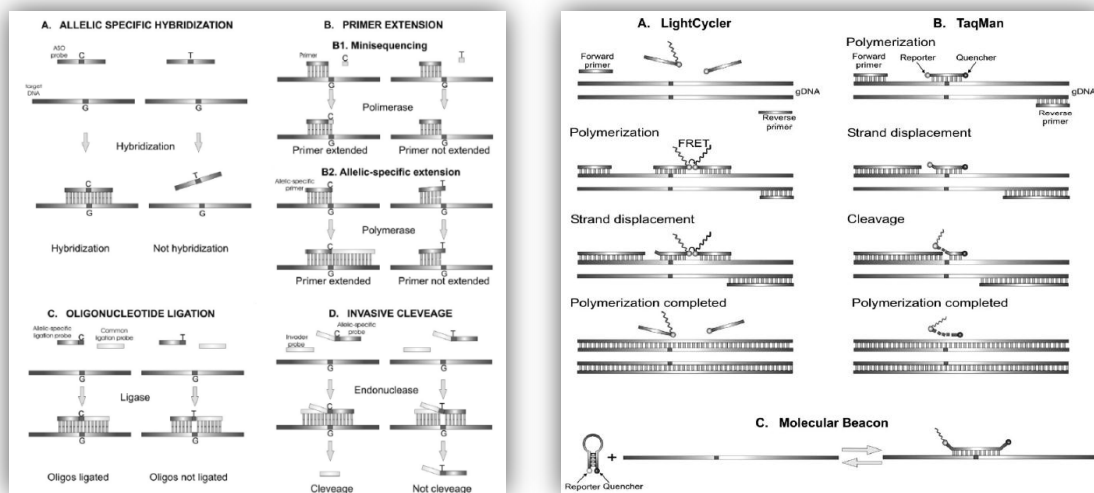 A. ALLELIC SPECIFIC HYBRIDIZATION
ASO
probe
C
T
target
DNA
G
G
Hybridization
C
T
G
G
Hybridization
Not hybridization
B. PRIMER EXTENSION
B1. Minisequencing
Primer
C
T
G
G
Polimerase
C
G
G
Primer extended
Primer not extended
B2. Allelic-specific extension
Allelic-specific
primer
C
T
G
G
Polymerase
C
T
G
G
Primer extended
Primer not extended
C. OLIGONUCLEOTIDE LIGATION
Allelic-specific
ligation probe
C
Common
ligation probe
T
G
G
Ligase
C
T
G
G
Oligos ligated
Oligos not ligated
D. INVASIVE CLEVEAGE
Invader
probe
C
Allelic-specific
probe
T
G
G
Endonuclease
C
T
G
G
T
Cleveage
Not cleveage
A. LightCycler
Forward
primer
gDNA
Reverse
primer
Polymerization
FRET
Strand displacement
Polymerization completed
B. TaqMan
Polymerization
Forward
primer
Reporter
Quencher
gDNA
Reverse
primer
Strand displacement
Cleavage
Polymerization completed
C. Molecular Beacon
+
Reporter Quencher